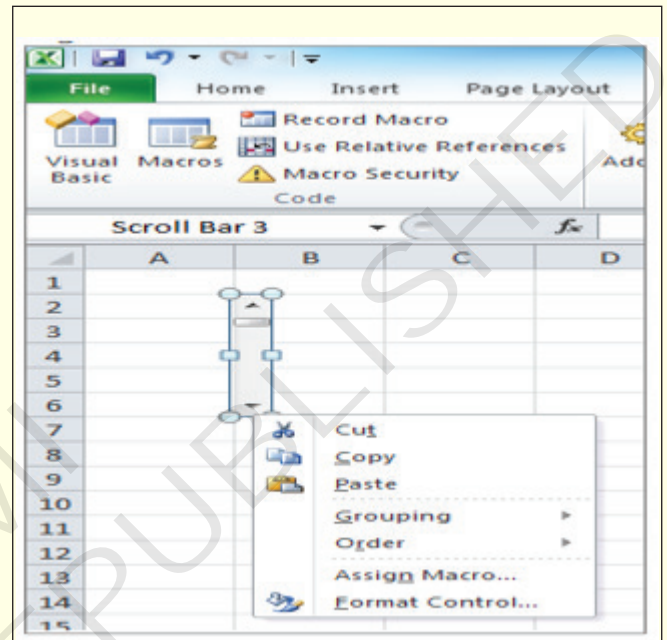 File Home Insert Page Layout
Record Macro
Use Relative References
Visual Basic Macros
Macro Security
Code
Scroll Bar 3 fx
A B C D
1
2
3
4
5
6
7 Cut
8 Copy
9 Paste
10
11 Grouping
12 Order
13 Assign Macro...
14 Format Control...
15